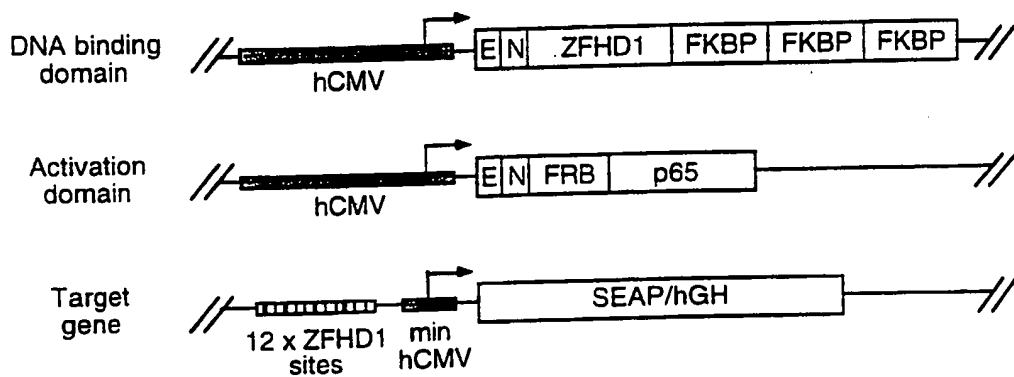 DNA binding
domain
E N ZFHD1 FKBP FKBP FKBP
hCMV
Activation
domain
E N FRB p65
hCMV
Target
gene
SEAP/hGH
12 x ZFHD1
sites
min
hCMV